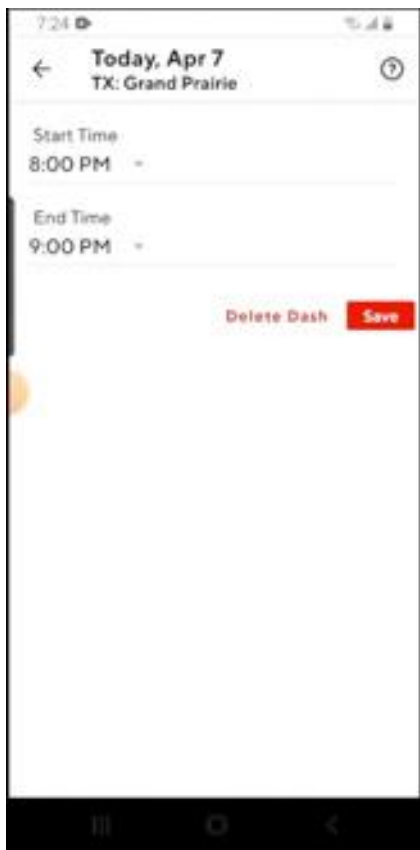 7:24
Today, Apr 7
TX: Grand Prairie
Start Time
8:00 PM
End Time
9:00 PM
Delete Dash Save